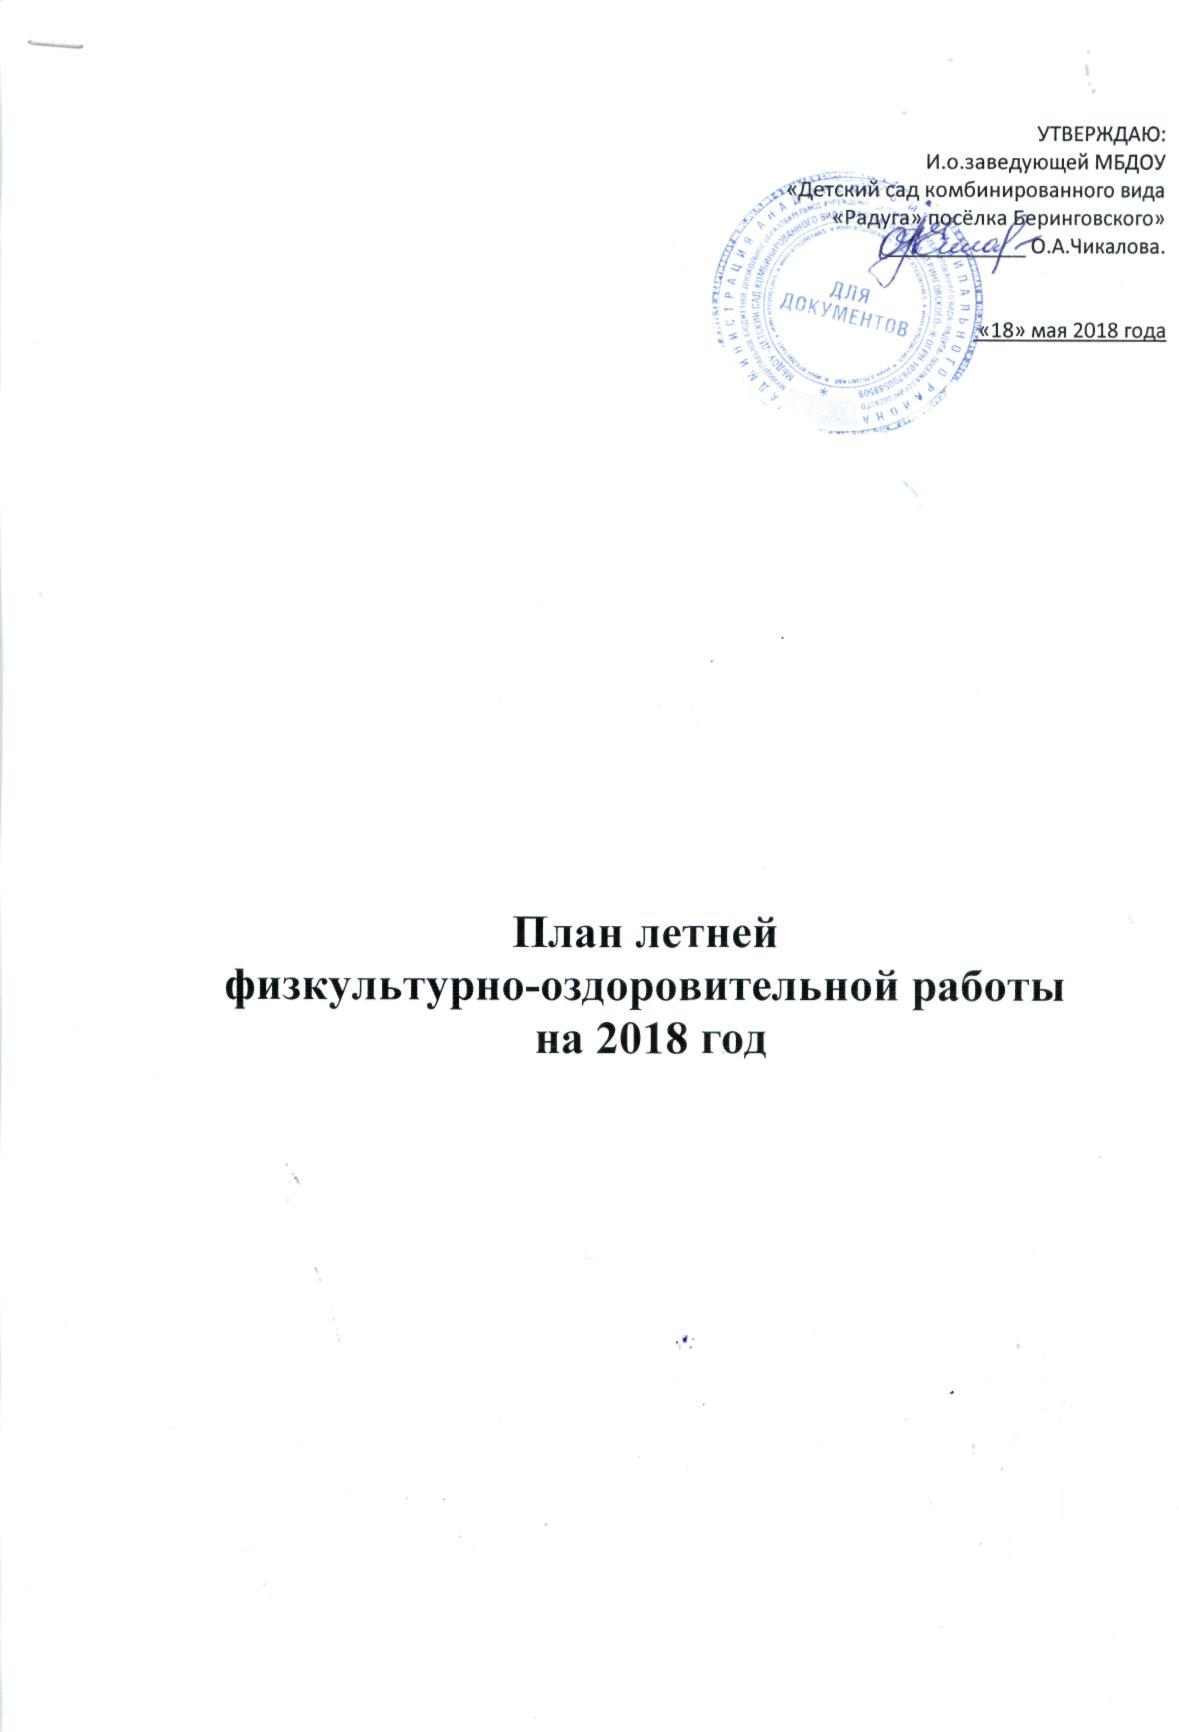 УТВЕРЖДАЮ:
И.о.заведующей МБДОУ
«Детский сад комбинированного вида
«Радуга» посёлка Беринговского»
О.А.Чикалова.
«18» мая 2018 года
ДЛЯ
ДОКУМЕНТОВ
План летней
физкультурно-оздоровительной работы
на 2018 год